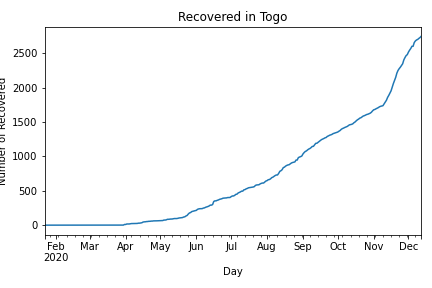 Recovered in Togo
Number of Recovered
2500
2000
1500
1000
500
0
Feb Mar Apr May Jun Jul Aug Sep Oct Nov Dec
2020
Day